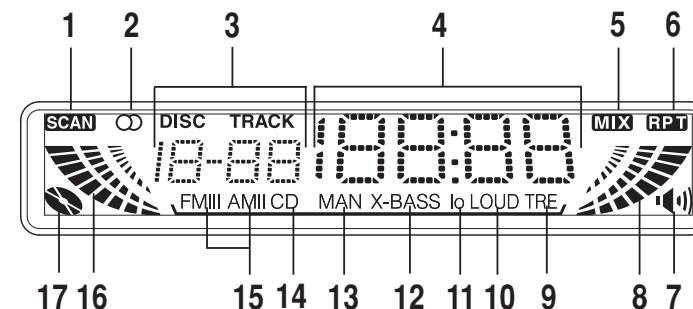 1 2 3 4 5 6
SCAN DISC TRACK MIX RPT
18-88 188:88
FMIII AMII CD MAN X-BASS lo LOUD TRE
17 16 15 14 13 12 11 10 9 8 7